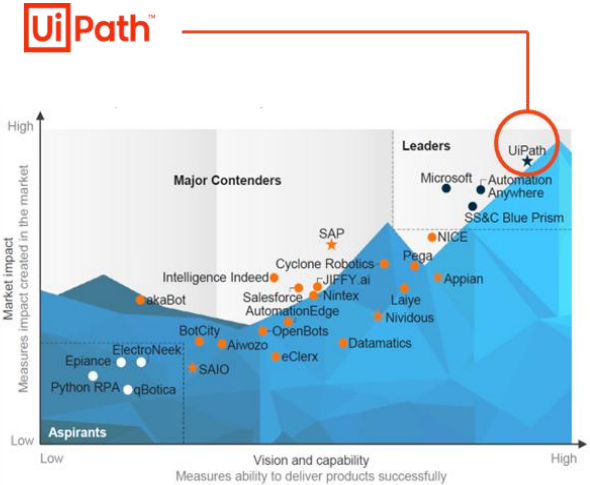 UiPath™
High
Leaders
UiPath
Major Contenders
Microsoft
Automation
Anywhere
SS&C Blue Prism
SAP
NICE
Cyclone Robotics
Pega
Intelligence Indeed
JIFFY.ai
Appian
Salesforce
Nintex
Laiye
akaBot
AutomationEdge
Nividous
BotCity
OpenBots
Aiwozo
Datamatics
ElectroNeek
eClerx
Epiance
SAIO
Python RPA
qBotica
Aspirants
Market impact
Measures impact created in the market
Low
Low
Vision and capability
High
Measures ability to deliver products successfully